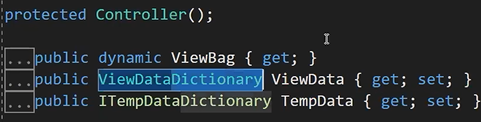 protected Controller();
...public dynamic ViewBag { get; }
...public ViewDataDictionary ViewData { get; set; }
...public ITempDataDictionary TempData { get; set; }